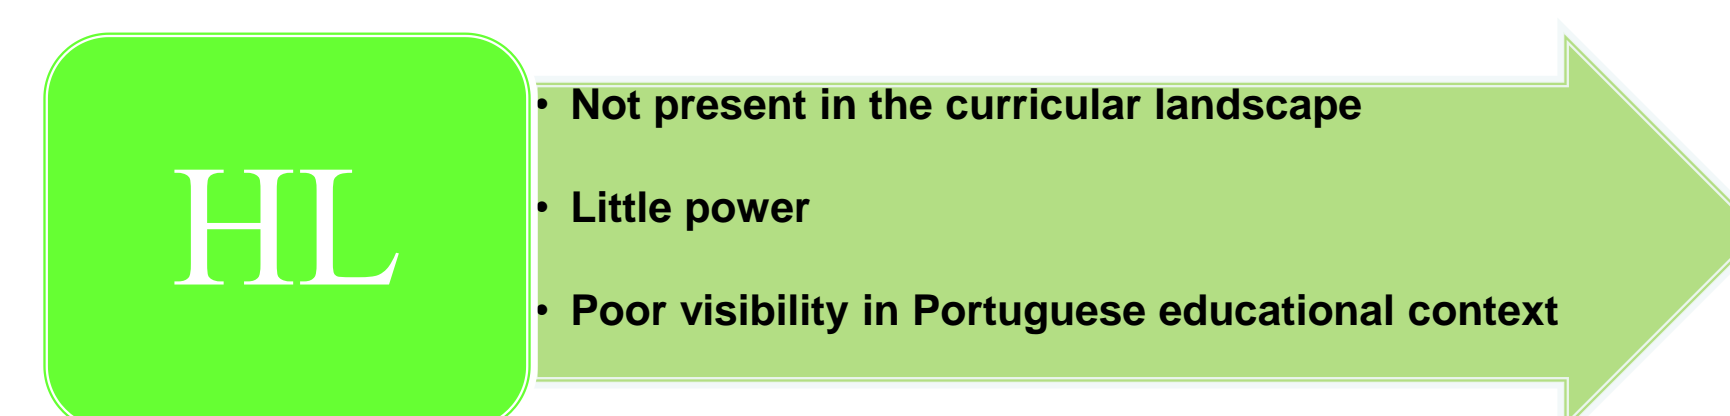 HL
• Not present in the curricular landscape
• Little power
• Poor visibility in Portuguese educational context